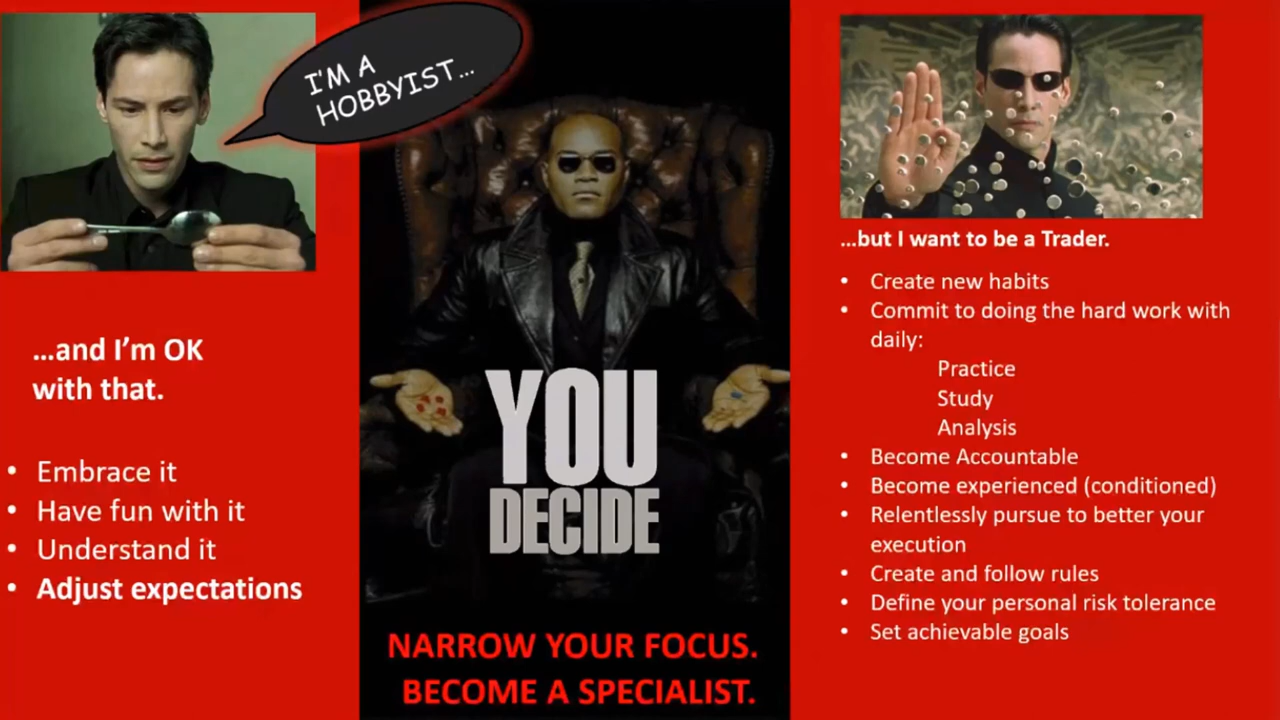 I'M A
HOBBYIST...
...and I'm OK
with that.
• Embrace it
• Have fun with it
• Understand it
• Adjust expectations
YOU
DECIDE
NARROW YOUR FOCUS.
BECOME A SPECIALIST.
...but I want to be a Trader.
• Create new habits
• Commit to doing the hard work with
daily:
Practice
Study
Analysis
• Become Accountable
• Become experienced (conditioned)
• Relentlessly pursue to better your
execution
• Create and follow rules
• Define your personal risk tolerance
• Set achievable goals